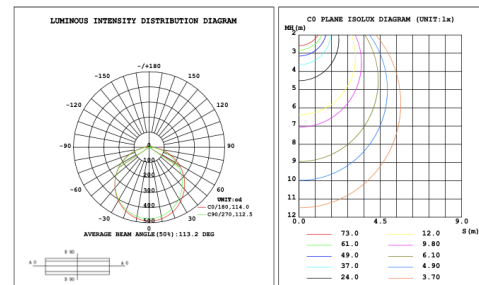 LUMINOUS INTENSITY DISTRIBUTION DIAGRAM
-/+180
-150 150
-120 120
-90 90
0
100
-60 200 60
300
400
-30 500 30
0
UNIT:cd
C0/180,114.0
C90/270,112.5
AVERAGE BEAM ANGLE(50%):113.2 DEG
C0 PLANE ISOLUX DIAGRAM (UNIT:lx)
MH(m)
2
3
4
5
6
7
8
9
10
11
12
0.0 4.5 9.0
S(m)
73.0 12.0
61.0 9.80
49.0 6.10
37.0 4.90
24.0 3.70